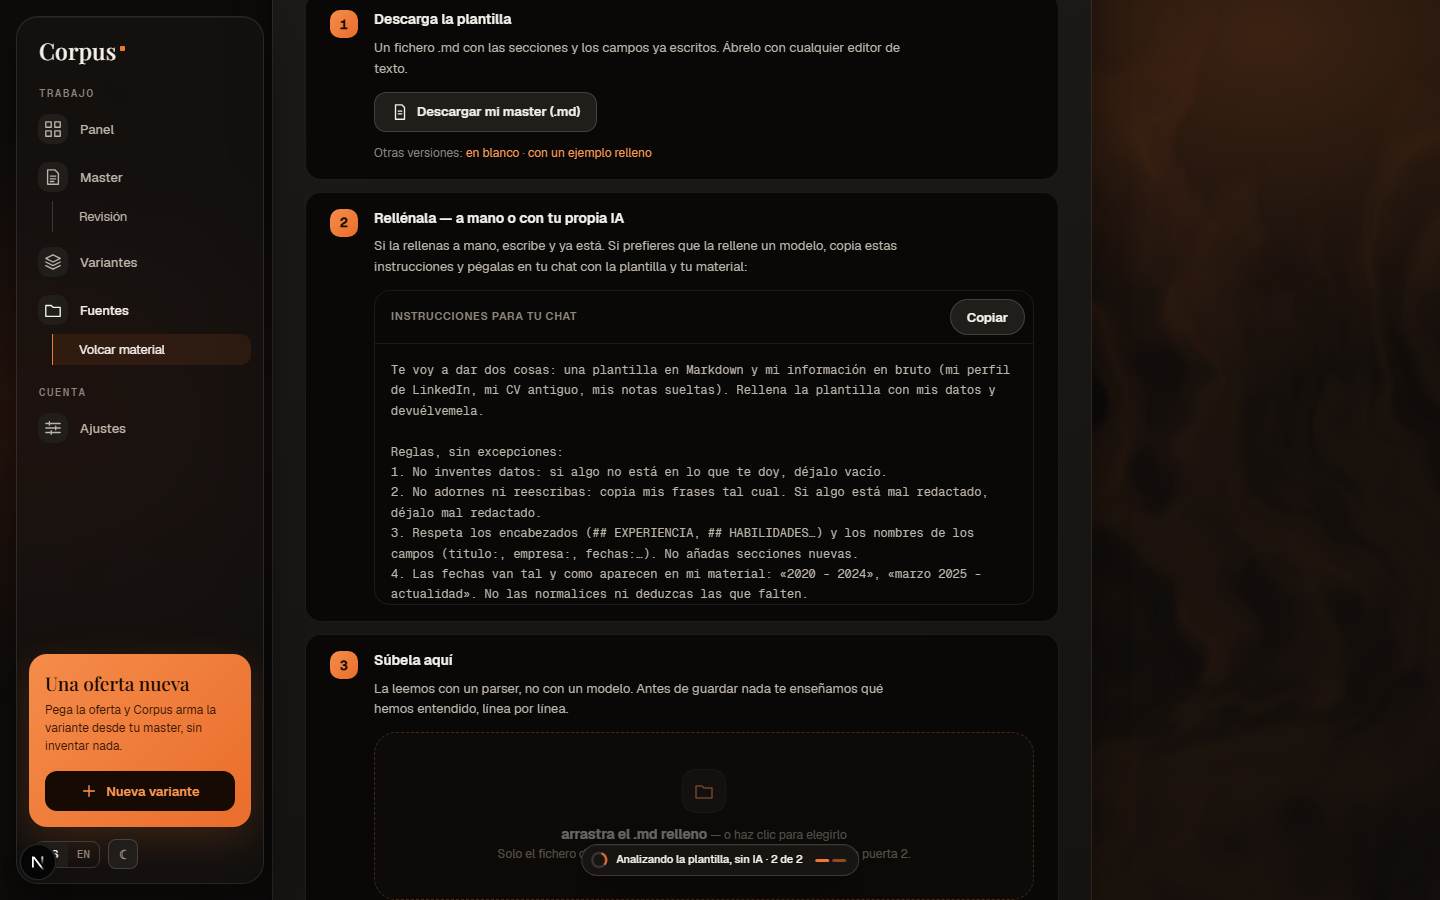 Corpus
TRABAJO
Panel
Master
Revisión
Variantes
Fuentes
Volcar material
CUENTA
Ajustes
Una oferta nueva
Pega la oferta y Corpus arma la
variante desde tu master, sin
inventar nada.
Nueva variante
EN
1
Descarga la plantilla
Un fichero .md con las secciones y los campos ya escritos. Ábrelo con cualquier editor de
texto.
Descargar mi master (.md)
Otras versiones: en blanco · con un ejemplo relleno
2
Rellénala — a mano o con tu propia IA
Si la rellenas a mano, escribe y ya está. Si prefieres que la rellene un modelo, copia estas
instrucciones y pégalas en tu chat con la plantilla y tu material:
INSTRUCCIONES PARA TU CHAT
Copiar
Te voy a dar dos cosas: una plantilla en Markdown y mi información en bruto (mi perfil
de LinkedIn, mi CV antiguo, mis notas sueltas). Rellena la plantilla con mis datos y
devuélvemela.
Reglas, sin excepciones:
1. No inventes datos: si algo no está en lo que te doy, déjalo vacío.
2. No adornes ni reescribas: copia mis frases tal cual. Si algo está mal redactado,
déjalo mal redactado.
3. Respeta los encabezados (## EXPERIENCIA, ## HABILIDADES…) y los nombres de los
campos (titulo:, empresa:, fechas:…). No añadas secciones nuevas.
4. Las fechas van tal y como aparecen en mi material: «2020 - 2024», «marzo 2025 -
actualidad». No las normalices ni deduzcas las que falten.
3
Súbela aquí
La leemos con un parser, no con un modelo. Antes de guardar nada te enseñamos qué
hemos entendido, línea por línea.
arrastra el .md relleno — o haz clic para elegirlo
Solo el fichero
puerta 2.
Analizando la plantilla, sin IA · 2 de 2